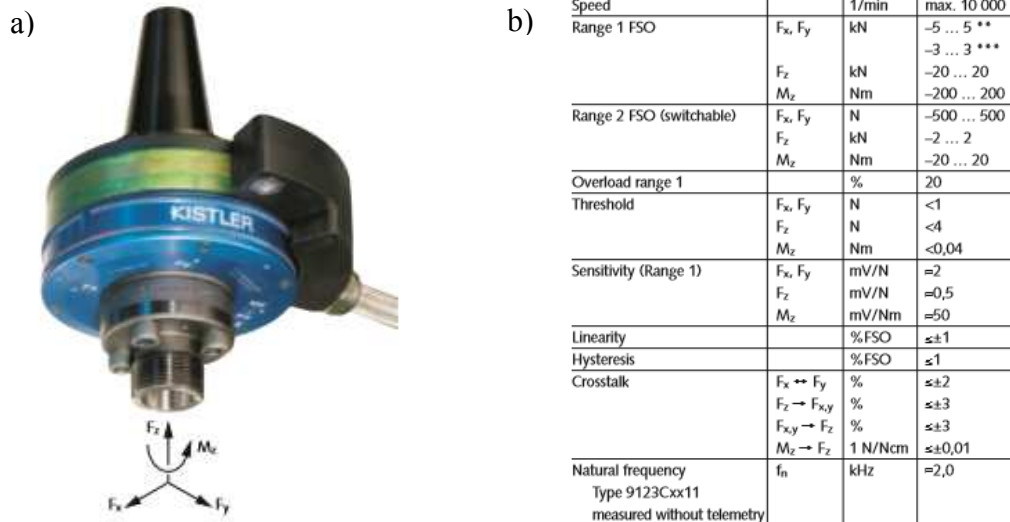 a)
KISTLER
Fz
Mz
Fx
Fy
b)
Speed 1/min max. 10 000
Range 1 FSO Fx, Fy kN –5 ... 5 **
–3 ... 3 ***
Fz kN –20 ... 20
Mz Nm –200 ... 200
Range 2 FSO (switchable) Fx, Fy N –500 ... 500
Fz kN –2 ... 2
Mz Nm –20 ... 20
Overload range 1 % 20
Threshold Fx, Fy N <1
Fz N <4
Mz Nm <0,04
Sensitivity (Range 1) Fx, Fy mV/N ≈2
Fz mV/N ≈0,5
Mz mV/Nm ≈50
Linearity %FSO ≤±1
Hysteresis %FSO ≤1
Crosstalk Fx ↔ Fy % ≤±2
Fz → Fx,y % ≤±3
Fx,y → Fz % ≤±3
Mz → Fz 1 N/Ncm ≤±0,01
Natural frequency fn kHz ≈2,0
Type 9123Cxx11
measured without telemetry